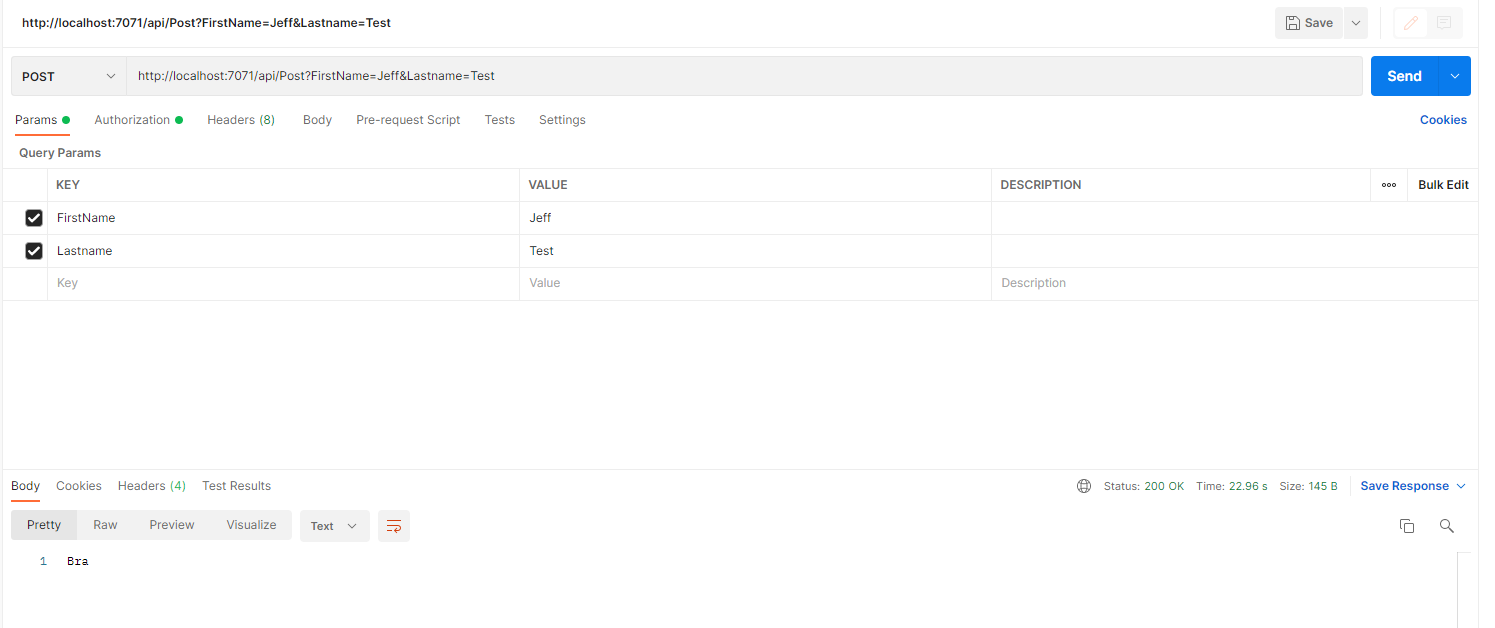 http://localhost:7071/api/Post?FirstName=Jeff&Lastname=Test
Save
POST
http://localhost:7071/api/Post?FirstName=Jeff&Lastname=Test
Send
Params Authorization Headers (8) Body Pre-request Script Tests Settings Cookies
Query Params
KEY VALUE DESCRIPTION ooo Bulk Edit
FirstName Jeff
Lastname Test
Key Value Description
Body Cookies Headers (4) Test Results Status: 200 OK Time: 22.96 s Size: 145 B Save Response
Pretty Raw Preview Visualize Text
1 Bra